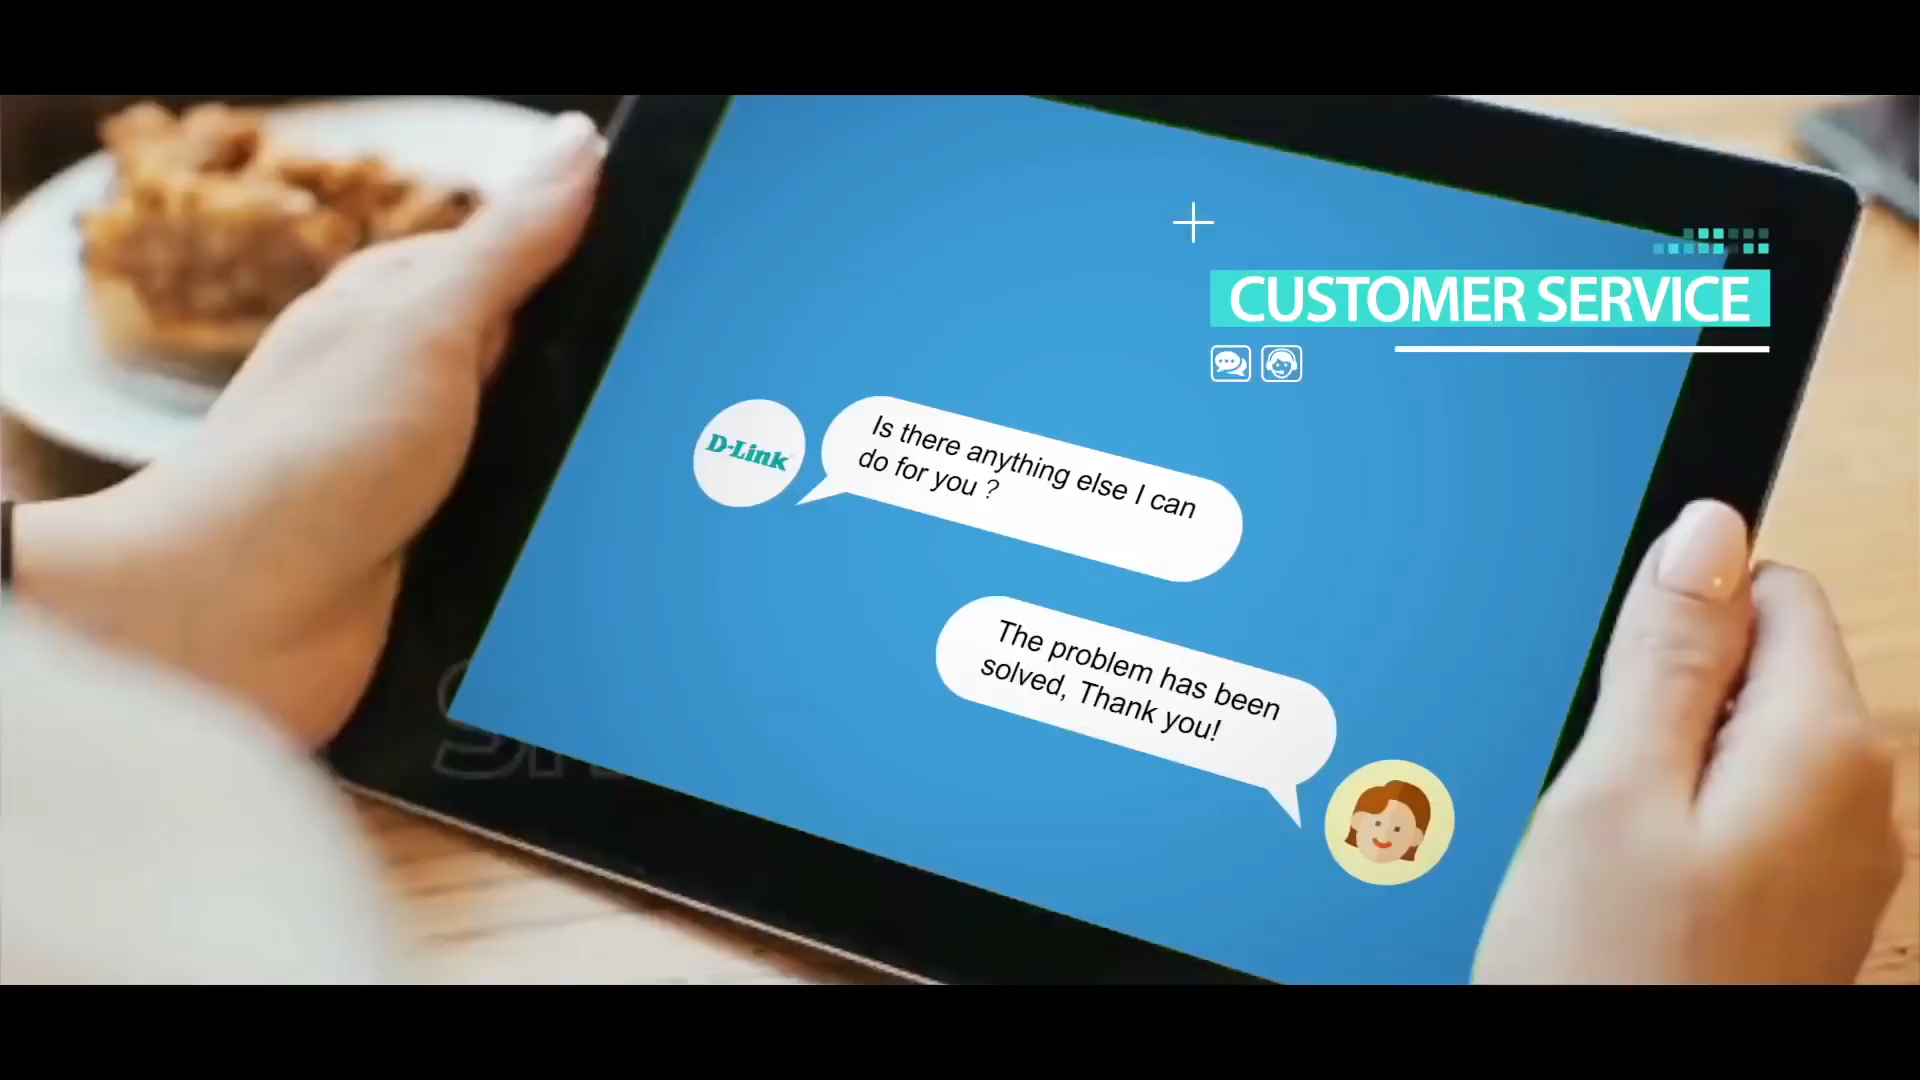 CUSTOMER SERVICE
D-Link
Is there anything else I can
do for you ?
The problem has been
solved, Thank you!